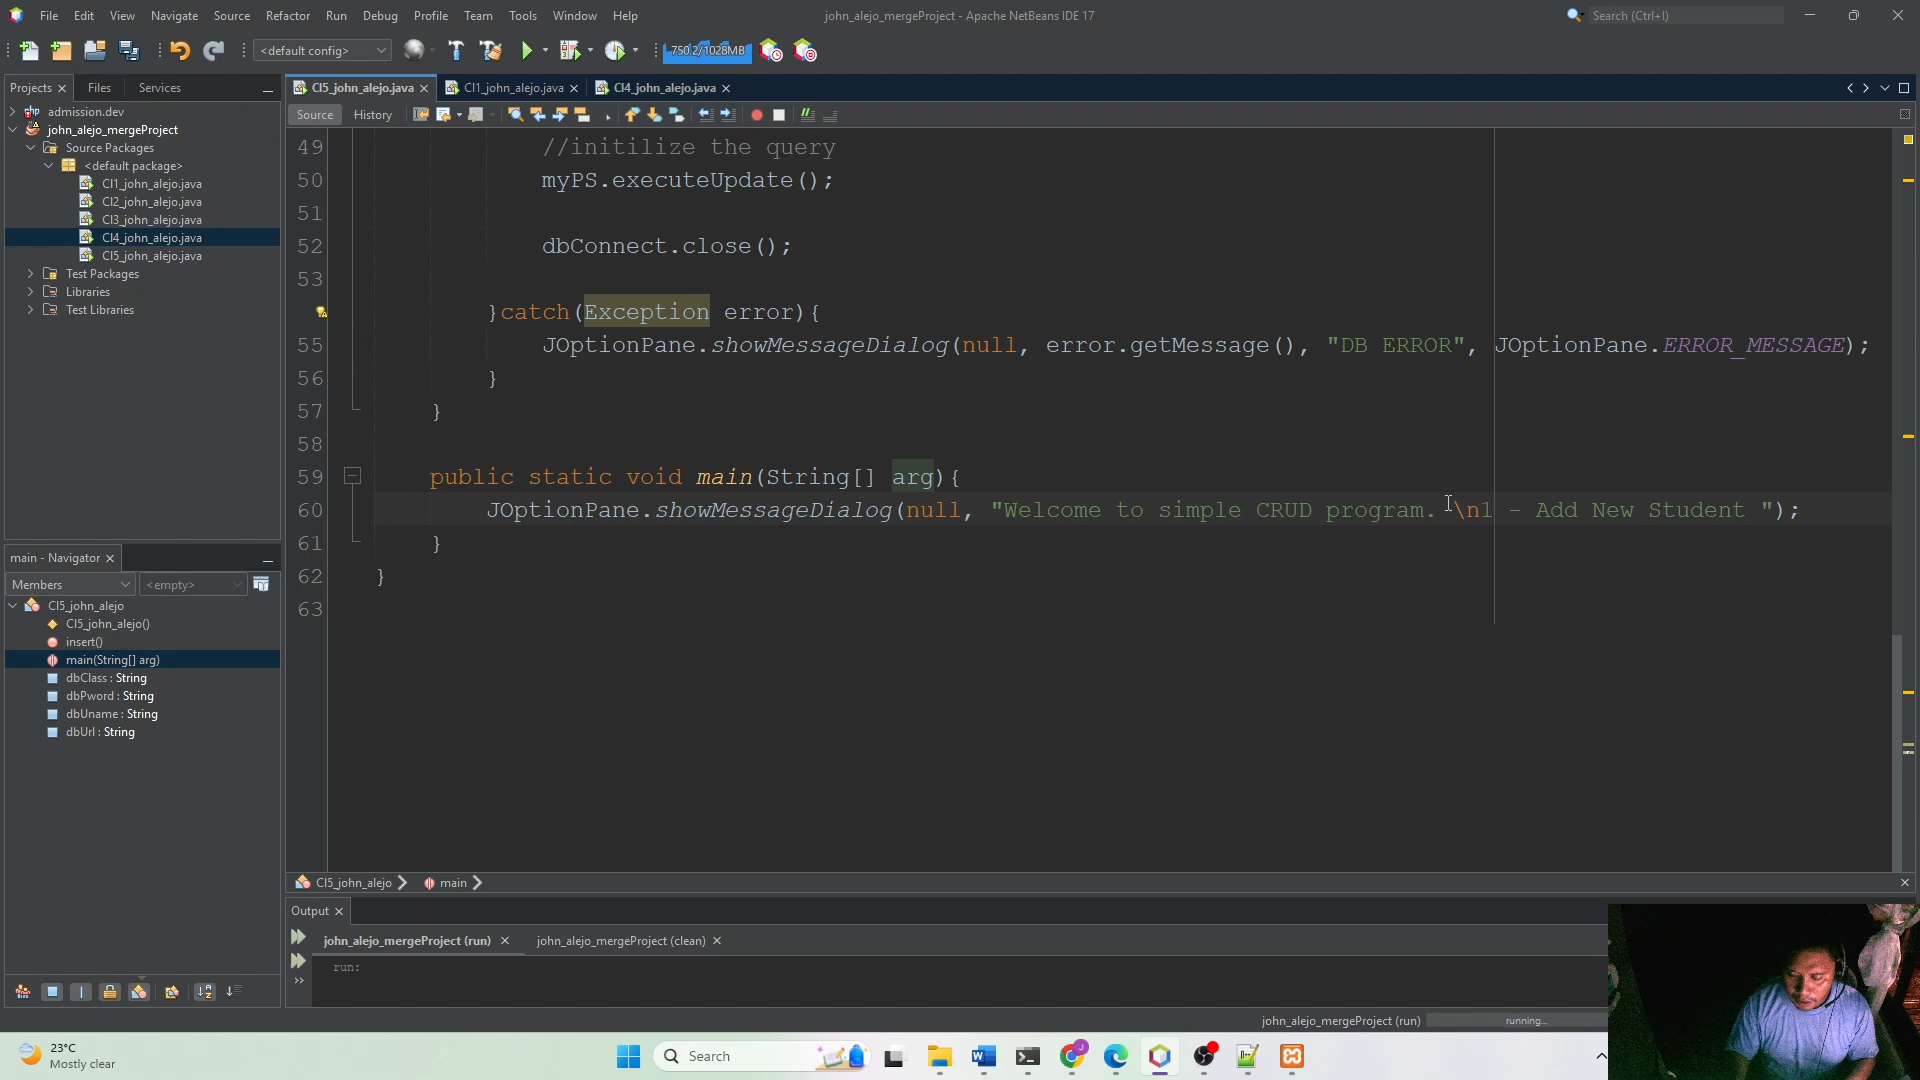 File Edit View Navigate Source Refactor Run Debug Profile Team Tools Window Help
john_alejo_mergeProject - Apache NetBeans IDE 17
Search (Ctrl+I)
<default config>
750.2/1028MB
Projects Files Services
CI5_john_alejo.java CI1_john_alejo.java CI4_john_alejo.java
Source History
admission.dev
john_alejo_mergeProject
Source Packages
<default package>
CI1_john_alejo.java
CI2_john_alejo.java
CI3_john_alejo.java
CI4_john_alejo.java
CI5_john_alejo.java
Test Packages
Libraries
Test Libraries
49 //initilize the query
50 myPS.executeUpdate();
51
52 dbConnect.close();
53
}catch(Exception error){
55 JOptionPane.showMessageDialog(null, error.getMessage(), "DB ERROR", JOptionPane.ERROR_MESSAGE);
56 }
57 }
58
59 public static void main(String[] arg){
60 JOptionPane.showMessageDialog(null, "Welcome to simple CRUD program. \n1 - Add New Student ");
61 }
62 }
63
main - Navigator
Members <empty>
CI5_john_alejo
CI5_john_alejo()
insert()
main(String[] arg)
dbClass : String
dbPword : String
dbUname : String
dbUrl : String
CI5_john_alejo main
Output
john_alejo_mergeProject (run) john_alejo_mergeProject (clean)
run:
john_alejo_mergeProject (run) running...
23°C
Mostly clear
Search